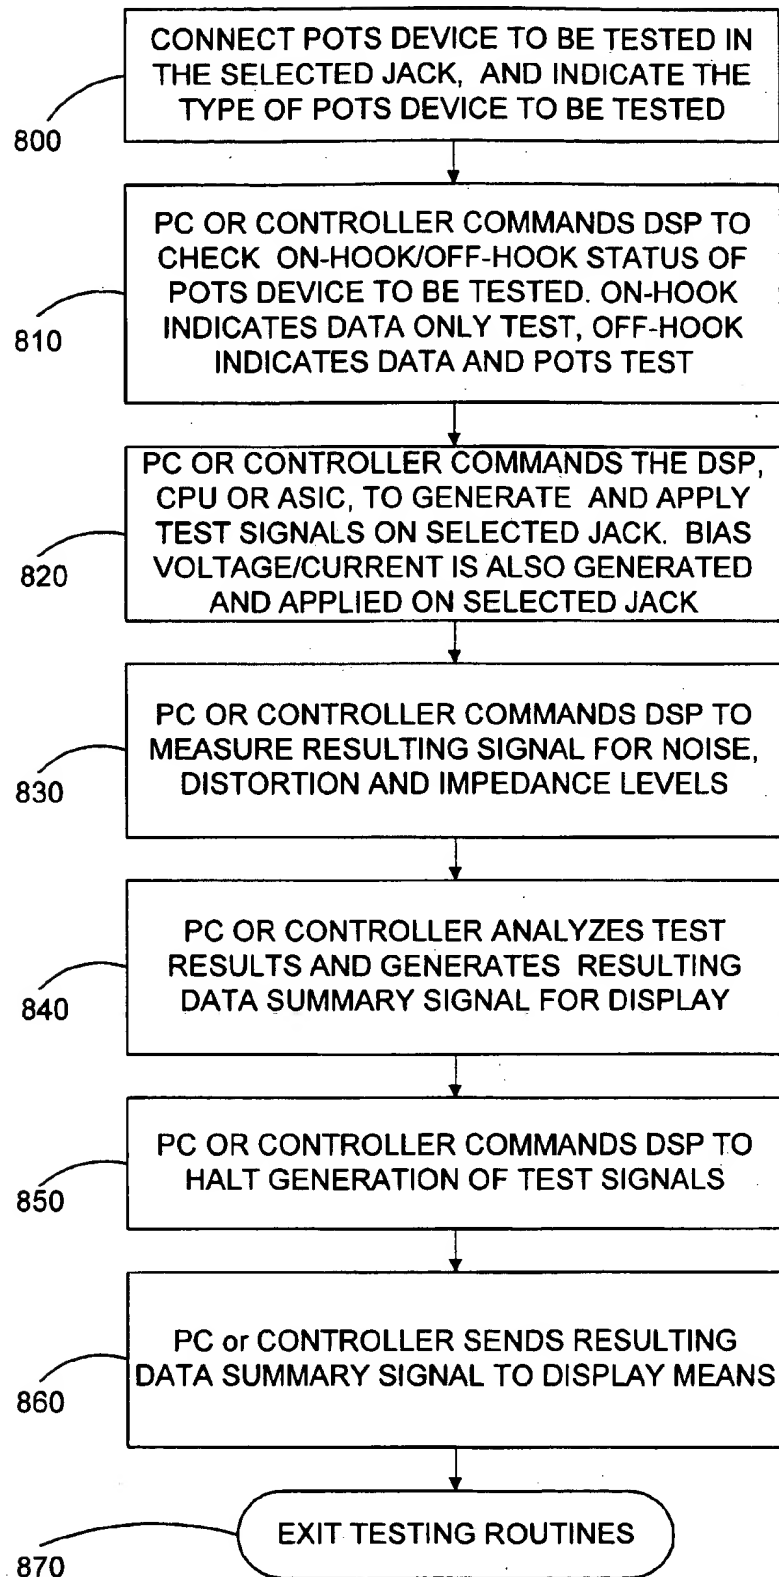 CONNECT POTS DEVICE TO BE TESTED IN
THE SELECTED JACK, AND INDICATE THE
TYPE OF POTS DEVICE TO BE TESTED
800
PC OR CONTROLLER COMMANDS DSP TO
CHECK ON-HOOK/OFF-HOOK STATUS OF
POTS DEVICE TO BE TESTED. ON-HOOK
INDICATES DATA ONLY TEST, OFF-HOOK
INDICATES DATA AND POTS TEST
810
PC OR CONTROLLER COMMANDS THE DSP,
CPU OR ASIC, TO GENERATE AND APPLY
TEST SIGNALS ON SELECTED JACK. BIAS
VOLTAGE/CURRENT IS ALSO GENERATED
AND APPLIED ON SELECTED JACK
820
PC OR CONTROLLER COMMANDS DSP TO
MEASURE RESULTING SIGNAL FOR NOISE,
DISTORTION AND IMPEDANCE LEVELS
830
PC OR CONTROLLER ANALYZES TEST
RESULTS AND GENERATES RESULTING
DATA SUMMARY SIGNAL FOR DISPLAY
840
PC OR CONTROLLER COMMANDS DSP TO
HALT GENERATION OF TEST SIGNALS
850
PC or CONTROLLER SENDS RESULTING
DATA SUMMARY SIGNAL TO DISPLAY MEANS
860
EXIT TESTING ROUTINES
870